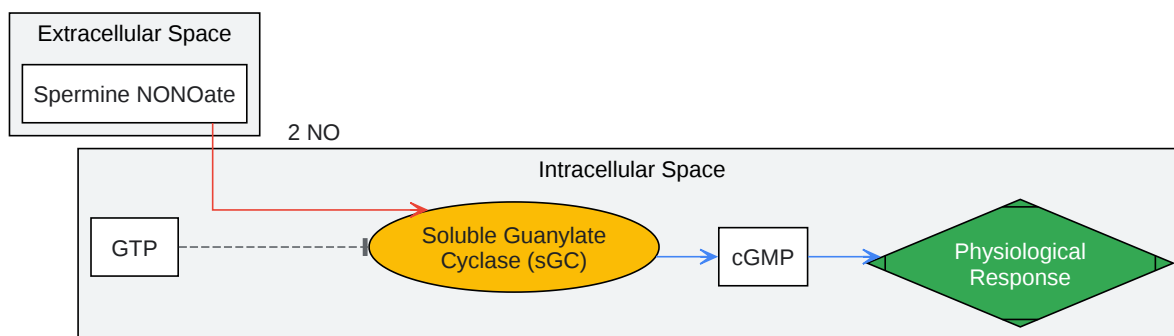 Extracellular Space
Spermine NONOate
2 NO
Intracellular Space
GTP
Soluble Guanylate
Cyclase (sGC)
cGMP
Physiological
Response